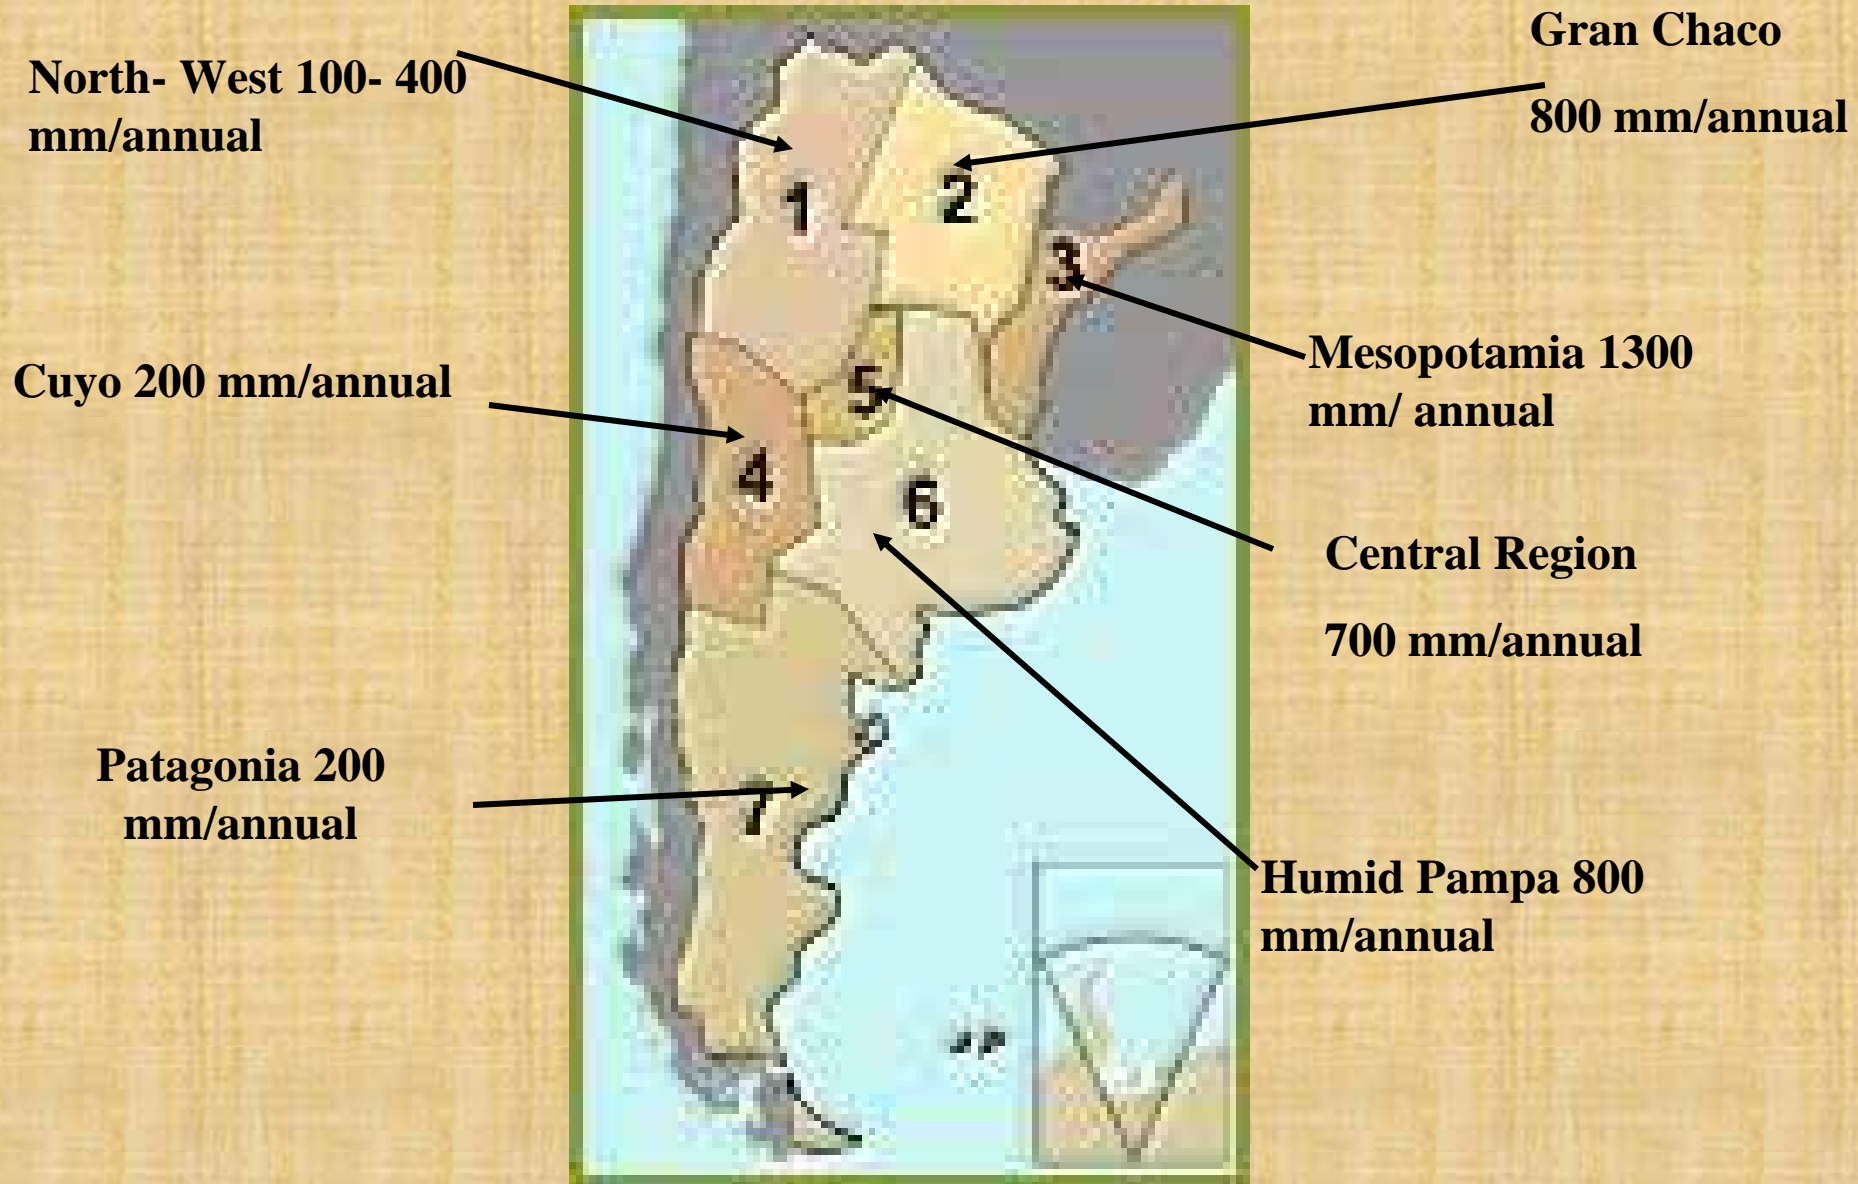 North- West 100- 400
mm/annual
Gran Chaco
800 mm/annual
1
2
3
Mesopotamia 1300
mm/ annual
Cuyo 200 mm/annual
5
4
6
Central Region
700 mm/annual
Patagonia 200
mm/annual
7
Humid Pampa 800
mm/annual